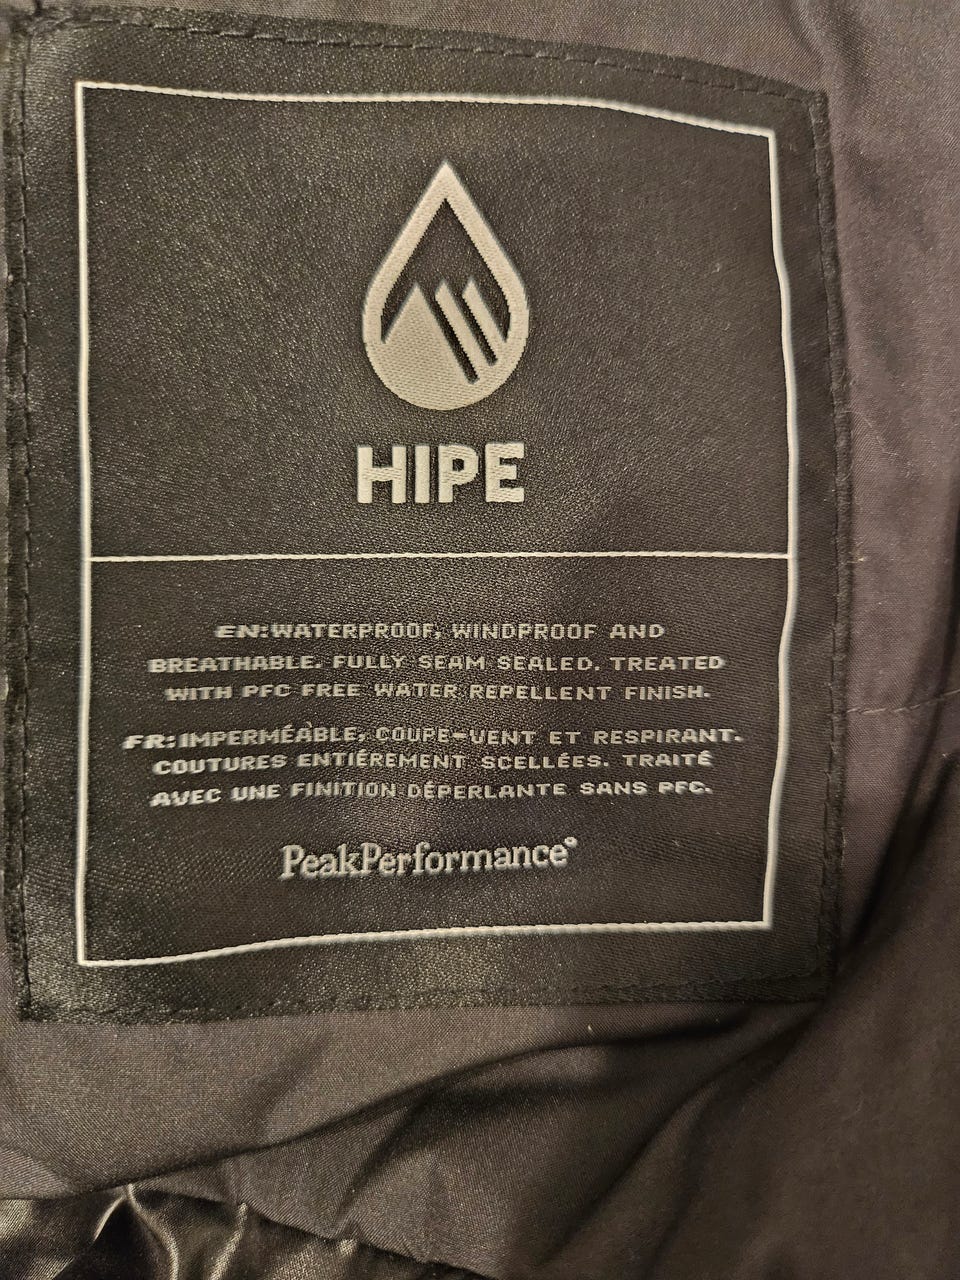 HIPE
EN:WATERPROOF, WINDPROOF AND
BREATHABLE. FULLY SEAM SEALED. TREATED
WITH PFC FREE WATER REPELLENT FINISH.
FR:IMPERMÉABLE, COUPE-VENT ET RESPIRANT.
COUTURES ENTIÉREMENT SCELLÉES. TRAITÉ
AVEC UNE FINITION DÉPERLANTE SANS PFC.
PeakPerformance®